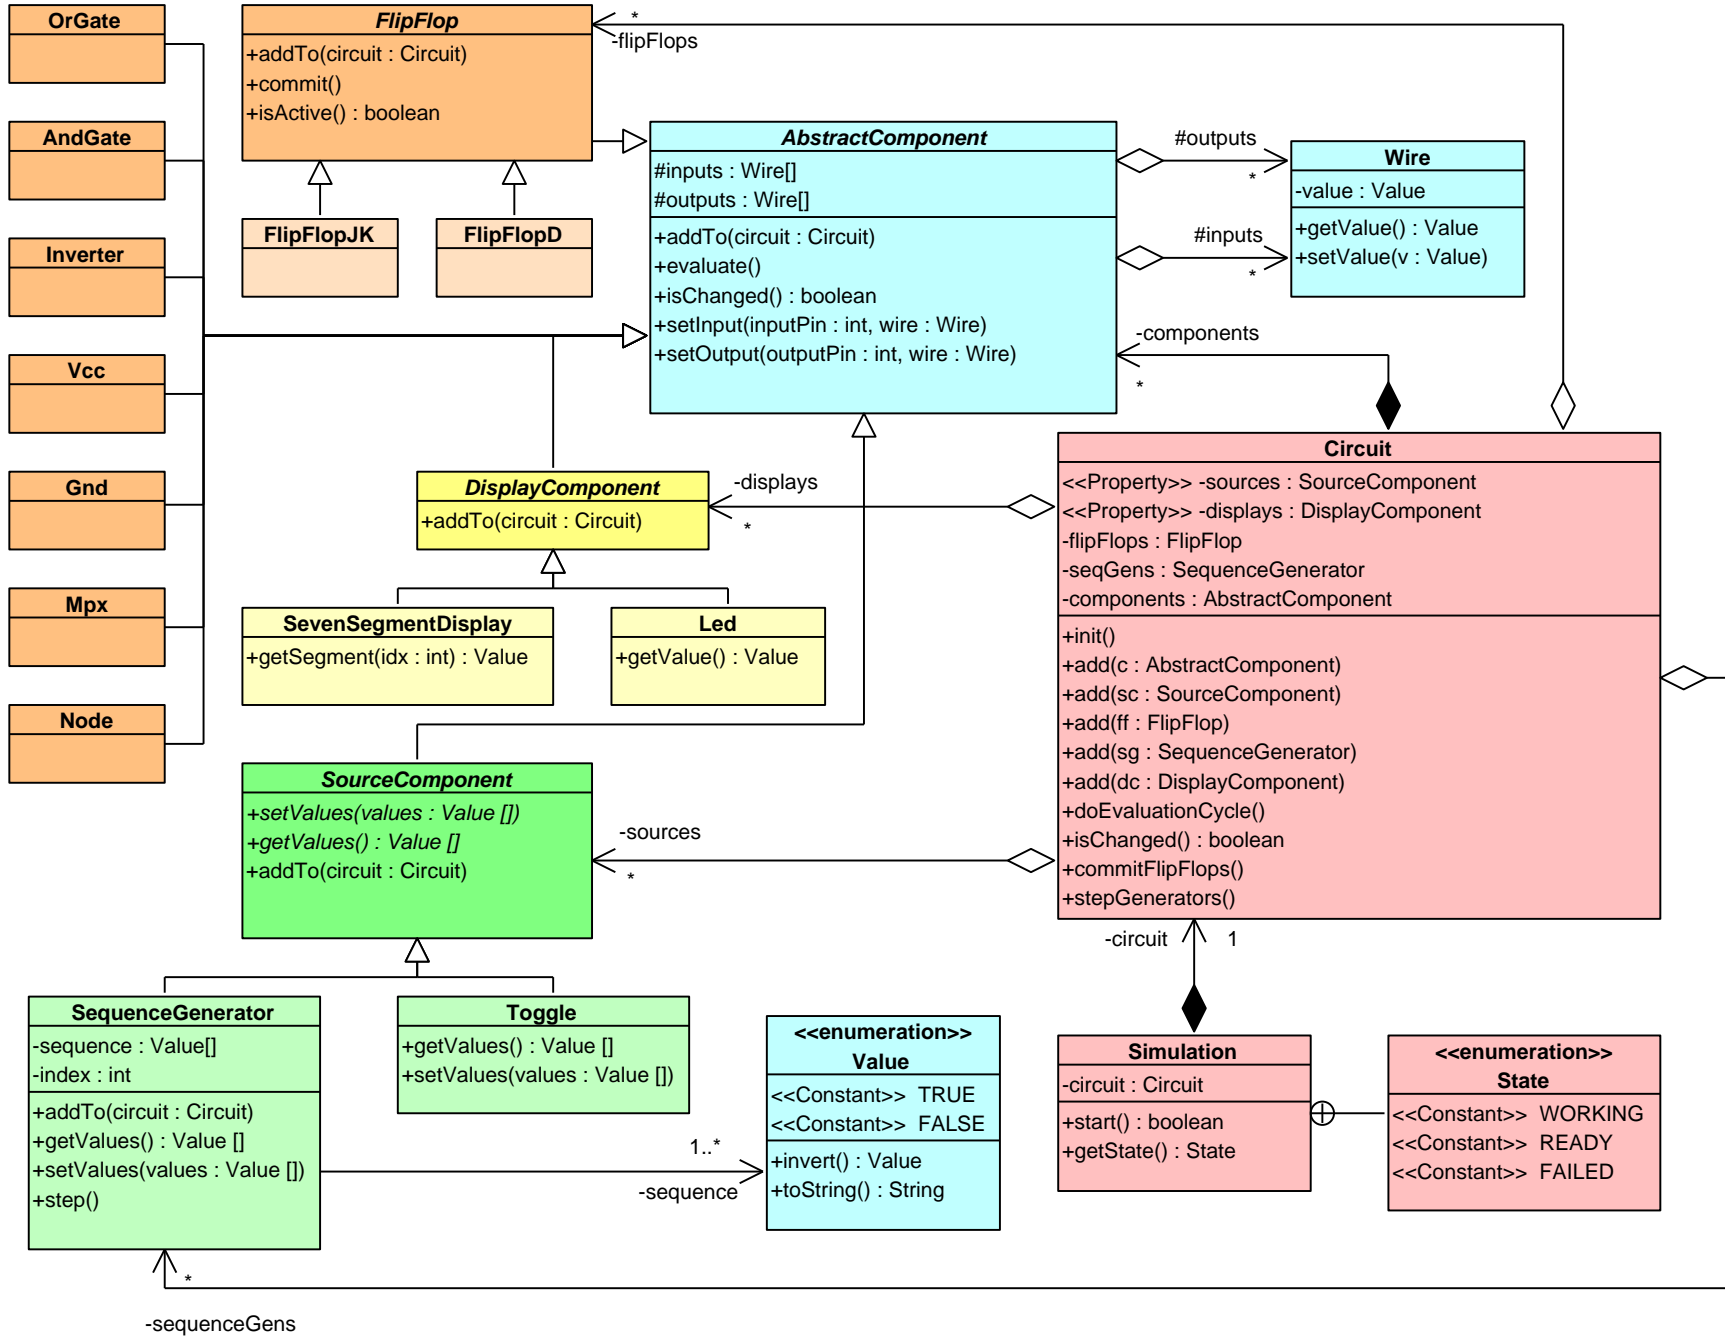 OrGate
AndGate
Inverter
Vcc
Gnd
Mpx
Node
FlipFlop
+addTo(circuit : Circuit)
+commit()
+isActive() : boolean
*
-flipFlops
FlipFlopJK
FlipFlopD
AbstractComponent
#inputs : Wire[]
#outputs : Wire[]
+addTo(circuit : Circuit)
+evaluate()
+isChanged() : boolean
+setInput(inputPin : int, wire : Wire)
+setOutput(outputPin : int, wire : Wire)
#outputs
*
#inputs
*
Wire
-value : Value
+getValue() : Value
+setValue(v : Value)
-components
*
DisplayComponent
+addTo(circuit : Circuit)
-displays
*
SevenSegmentDisplay
+getSegment(idx : int) : Value
Led
+getValue() : Value
Circuit
<<Property>> -sources : SourceComponent
<<Property>> -displays : DisplayComponent
-flipFlops : FlipFlop
-seqGens : SequenceGenerator
-components : AbstractComponent
+init()
+add(c : AbstractComponent)
+add(sc : SourceComponent)
+add(ff : FlipFlop)
+add(sg : SequenceGenerator)
+add(dc : DisplayComponent)
+doEvaluationCycle()
+isChanged() : boolean
+commitFlipFlops()
+stepGenerators()
SourceComponent
+setValues(values : Value [])
+getValues() : Value []
+addTo(circuit : Circuit)
-sources
*
-circuit
1
SequenceGenerator
-sequence : Value[]
-index : int
+addTo(circuit : Circuit)
+getValues() : Value []
+setValues(values : Value [])
+step()
Toggle
+getValues() : Value []
+setValues(values : Value [])
1..*
-sequence
<<enumeration>>
Value
<<Constant>> TRUE
<<Constant>> FALSE
+invert() : Value
+toString() : String
Simulation
-circuit : Circuit
+start() : boolean
+getState() : State
<<enumeration>>
State
<<Constant>> WORKING
<<Constant>> READY
<<Constant>> FAILED
*
-sequenceGens